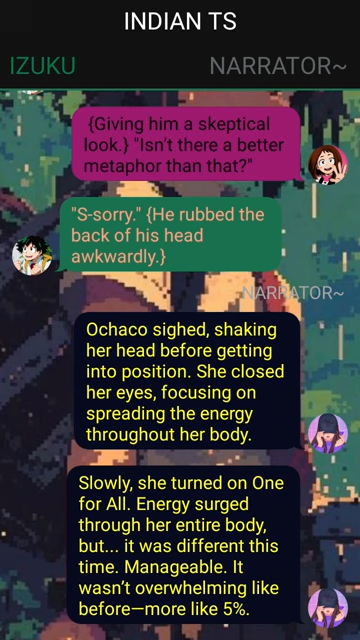 INDIAN TS
IZUKU NARRATOR~
{Giving him a skeptical
look.} "Isn't there a better
metaphor than that?"
"S-sorry." {He rubbed the
back of his head
awkwardly.}
NARRATOR~
Ochaco sighed, shaking
her head before getting
into position. She closed
her eyes, focusing on
spreading the energy
throughout her body.
Slowly, she turned on One
for All. Energy surged
through her entire body,
but... it was different this
time. Manageable. It
wasn't overwhelming like
before—more like 5%.